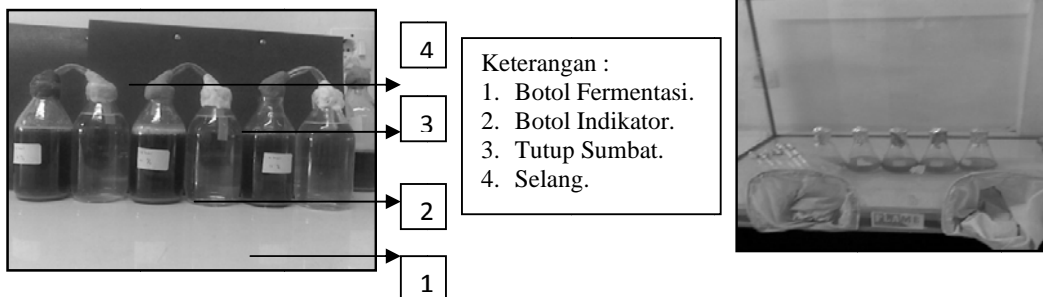 4
3
2
1
Keterangan :
1. Botol Fermentasi.
2. Botol Indikator.
3. Tutup Sumbat.
4. Selang.